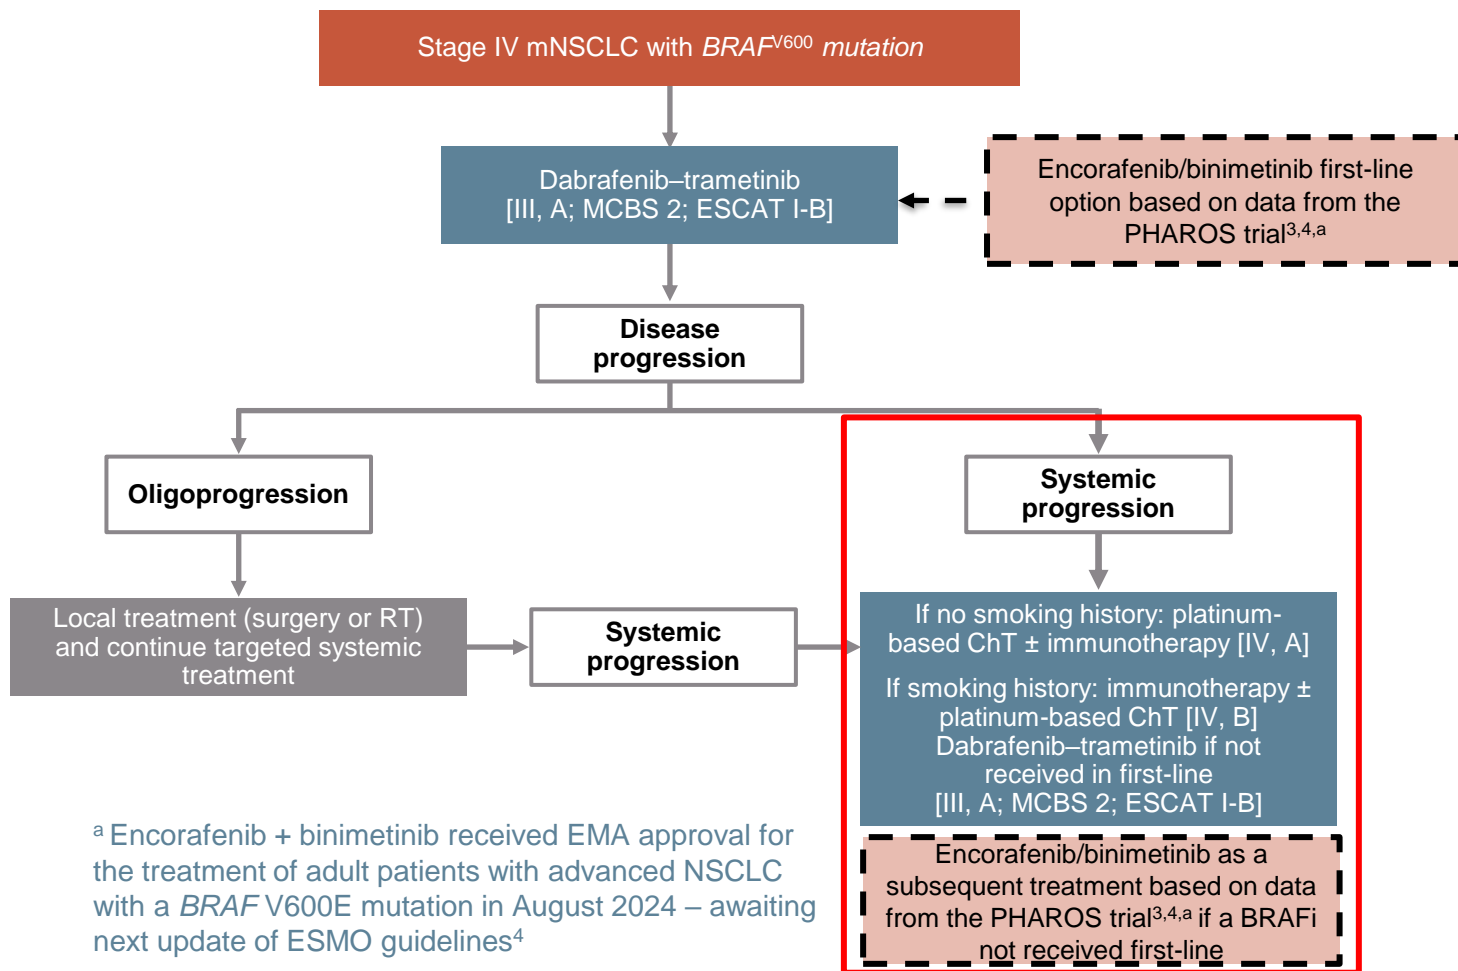 Stage IV mNSCLC with BRAFV600 mutation
Dabrafenib–trametinib
[III, A; MCBS 2; ESCAT I-B]
Encorafenib/binimetinib first-line
option based on data from the
PHAROS trial3,4,a
Disease
progression
Oligoprogression
Systemic
progression
Local treatment (surgery or RT)
and continue targeted systemic
treatment
Systemic
progression
If no smoking history: platinum-
based ChT ± immunotherapy [IV, A]
If smoking history: immunotherapy ±
platinum-based ChT [IV, B]
Dabrafenib–trametinib if not
received in first-line
[III, A; MCBS 2; ESCAT I-B]
Encorafenib/binimetinib as a
subsequent treatment based on data
from the PHAROS trial3,4,a if a BRAFi
not received first-line
a Encorafenib + binimetinib received EMA approval for
the treatment of adult patients with advanced NSCLC
with a BRAF V600E mutation in August 2024 – awaiting
next update of ESMO guidelines4